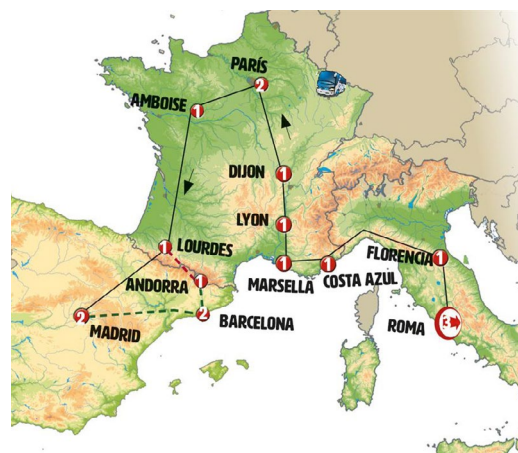 PARÍS
2
AMBOISE
1
DIJON
1
LYON
1
1
LOURDES
FLORENCIA
1
ANDORRA
1
1
MARSELLA
1
COSTA AZUL
2
MADRID
2
BARCELONA
ROMA
3